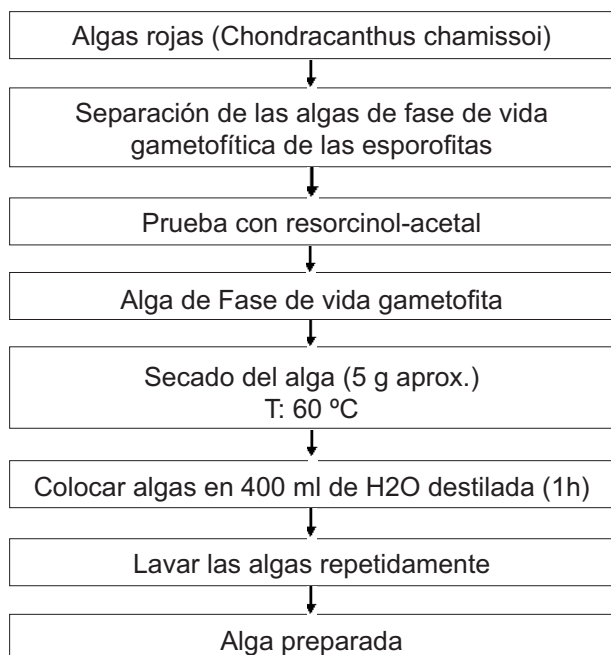 Algas rojas (Chondracanthus chamissoi)
Separación de las algas de fase de vida
gametofítica de las esporofitas
Prueba con resorcinol-acetal
Alga de Fase de vida gametofita
Secado del alga (5 g aprox.)
T: 60 ºC
Colocar algas en 400 ml de H2O destilada (1h)
Lavar las algas repetidamente
Alga preparada